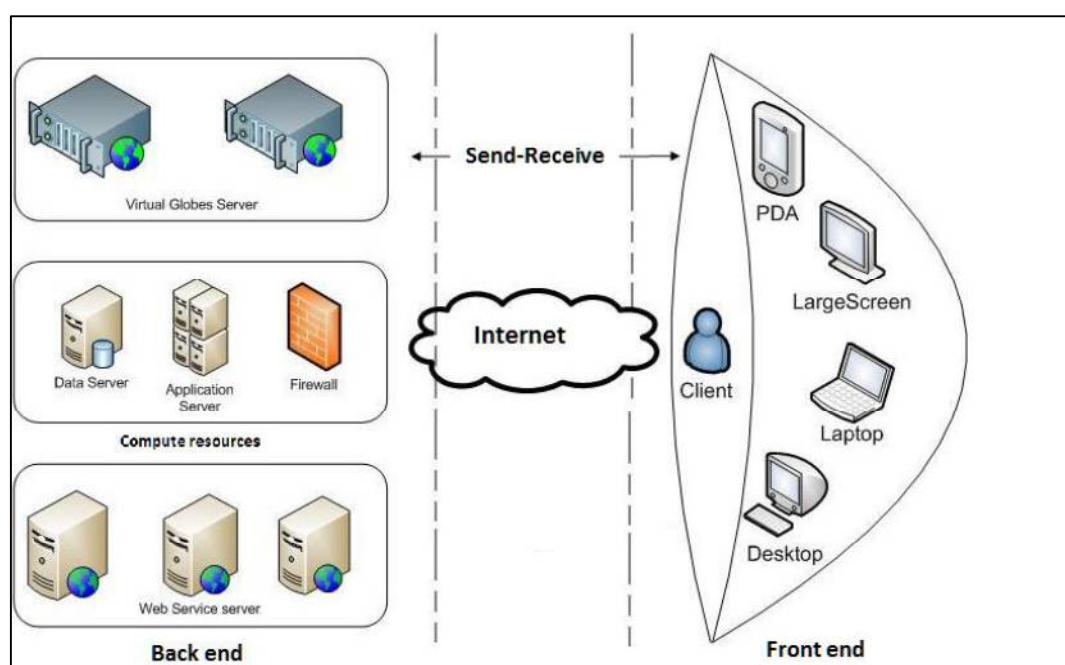 Virtual Globes Server
Data Server
Application
Server
Firewall
Compute resources
Web Service server
Back end
Send-Receive
Internet
Client
PDA
LargeScreen
Laptop
Desktop
Front end